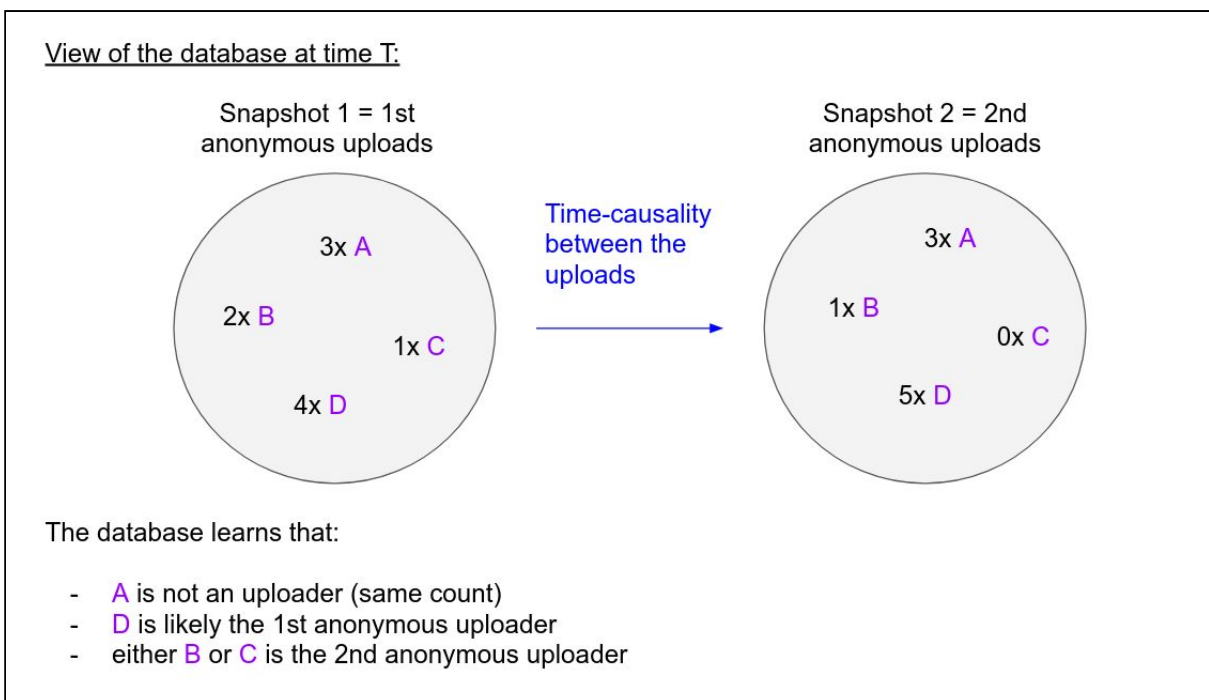 View of the database at time T:
Snapshot 1 = 1st
anonymous uploads
Snapshot 2 = 2nd
anonymous uploads
3x A
2x B
1x C
4x D
Time-causality
between the
uploads
3x A
1x B
0x C
5x D
The database learns that:
- A is not an uploader (same count)
- D is likely the 1st anonymous uploader
- either B or C is the 2nd anonymous uploader